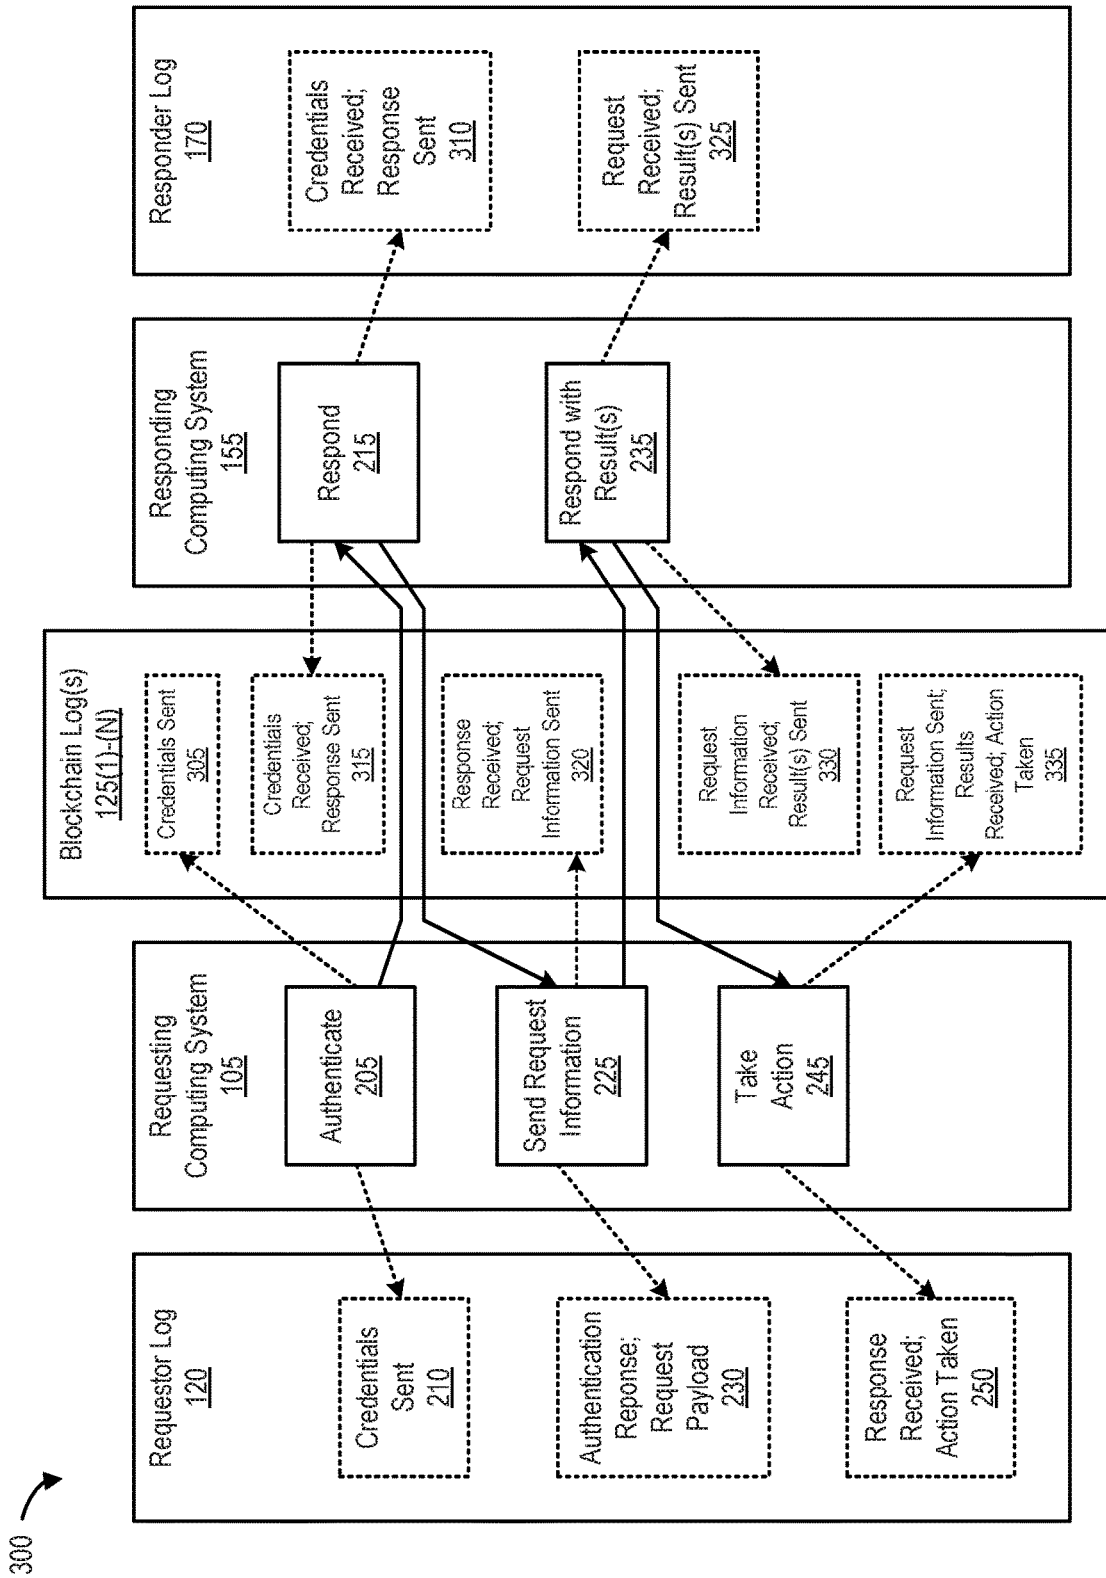 300
Requestor Log
120
Credentials
Sent
210
Authentication
Reponse;
Request
Payload
230
Response
Received;
Action Taken
250
Requesting
Computing System
105
Authenticate
205
Send Request
Information
225
Take
Action
245
Blockchain Log(s)
125(1)-(N)
Credentials Sent
305
Credentials
Received;
Response Sent
315
Response
Received;
Request
Information Sent
320
Request
Information
Received;
Result(s) Sent
330
Request
Information Sent;
Results
Received; Action
Taken
335
Responding
Computing System
155
Respond
215
Respond with
Result(s)
235
Responder Log
170
Credentials
Received;
Response
Sent
310
Request
Received;
Result(s) Sent
325